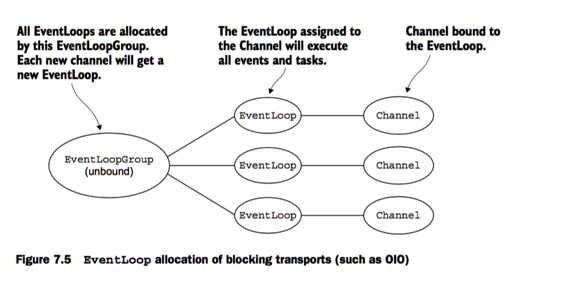 All EventLoops are allocated
by this EventLoopGroup.
Each new channel will get a
new EventLoop.
The EventLoop assigned to
the Channel will execute
all events and tasks.
Channel bound to
the EventLoop.
EventLoop
Channel
EventLoopGroup
(unbound)
EventLoop
Channel
EventLoop
Channel
Figure 7.5 EventLoop allocation of blocking transports (such as OIO)